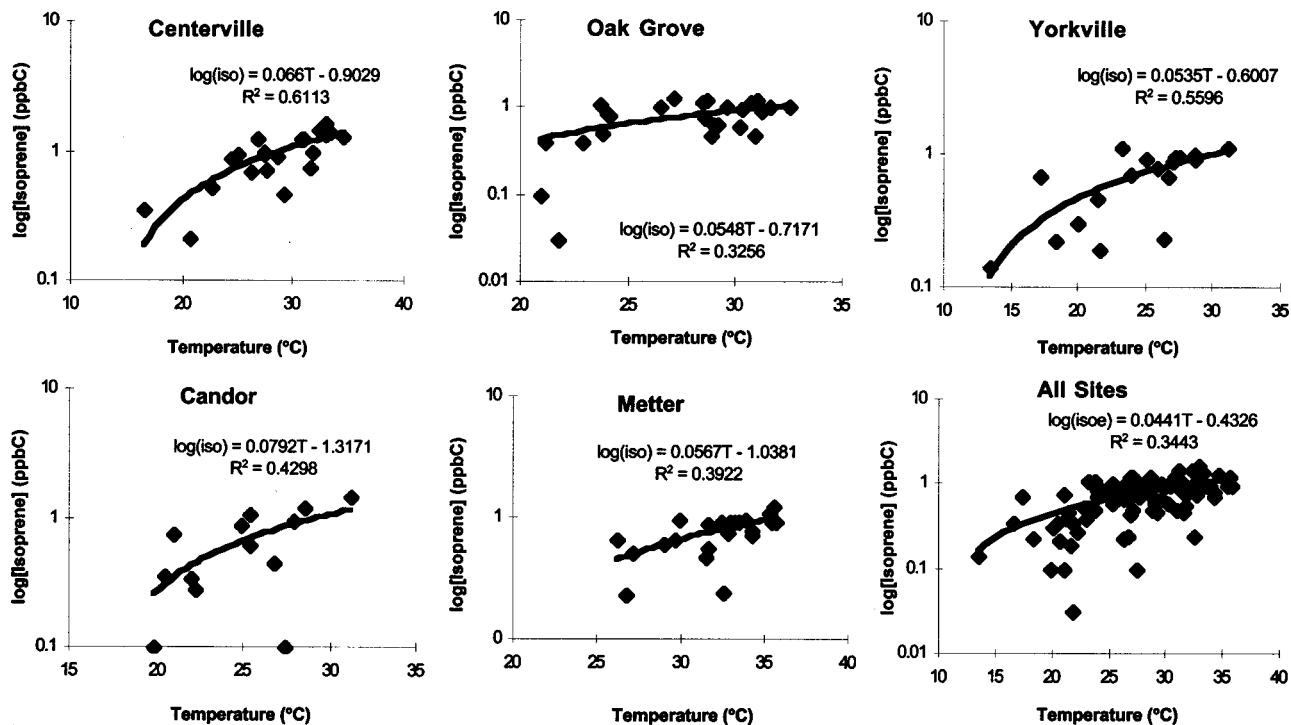 Centerville
log(iso) = 0.066T - 0.9029
R² = 0.6113
log[Isoprene] (ppbC)
10
1
0.1
10 20 30 40
Temperature (°C)
Oak Grove
log[Isoprene] (ppbC)
10
1
0.1
0.01
log(iso) = 0.0548T - 0.7171
R² = 0.3256
20 25 30 35
Temperature (°C)
Yorkville
log(iso) = 0.0535T - 0.6007
R² = 0.5596
log[Isoprene] (ppbC)
10
1
0.1
10 15 20 25 30 35
Temperature (°C)
Candor
log(iso) = 0.0792T - 1.3171
R² = 0.4298
log[Isoprene] (ppbC)
10
1
0.1
15 20 25 30 35
Temperature (°C)
Metter
log(iso) = 0.0567T - 1.0381
R² = 0.3922
log[Isoprene] (ppbC)
10
1
0
20 25 30 35 40
Temperature (°C)
All Sites
log(isoe) = 0.0441T - 0.4326
R² = 0.3443
log[Isoprene] (ppbC)
10
1
0.1
0.01
10 15 20 25 30 35 40
Temperature (°C)